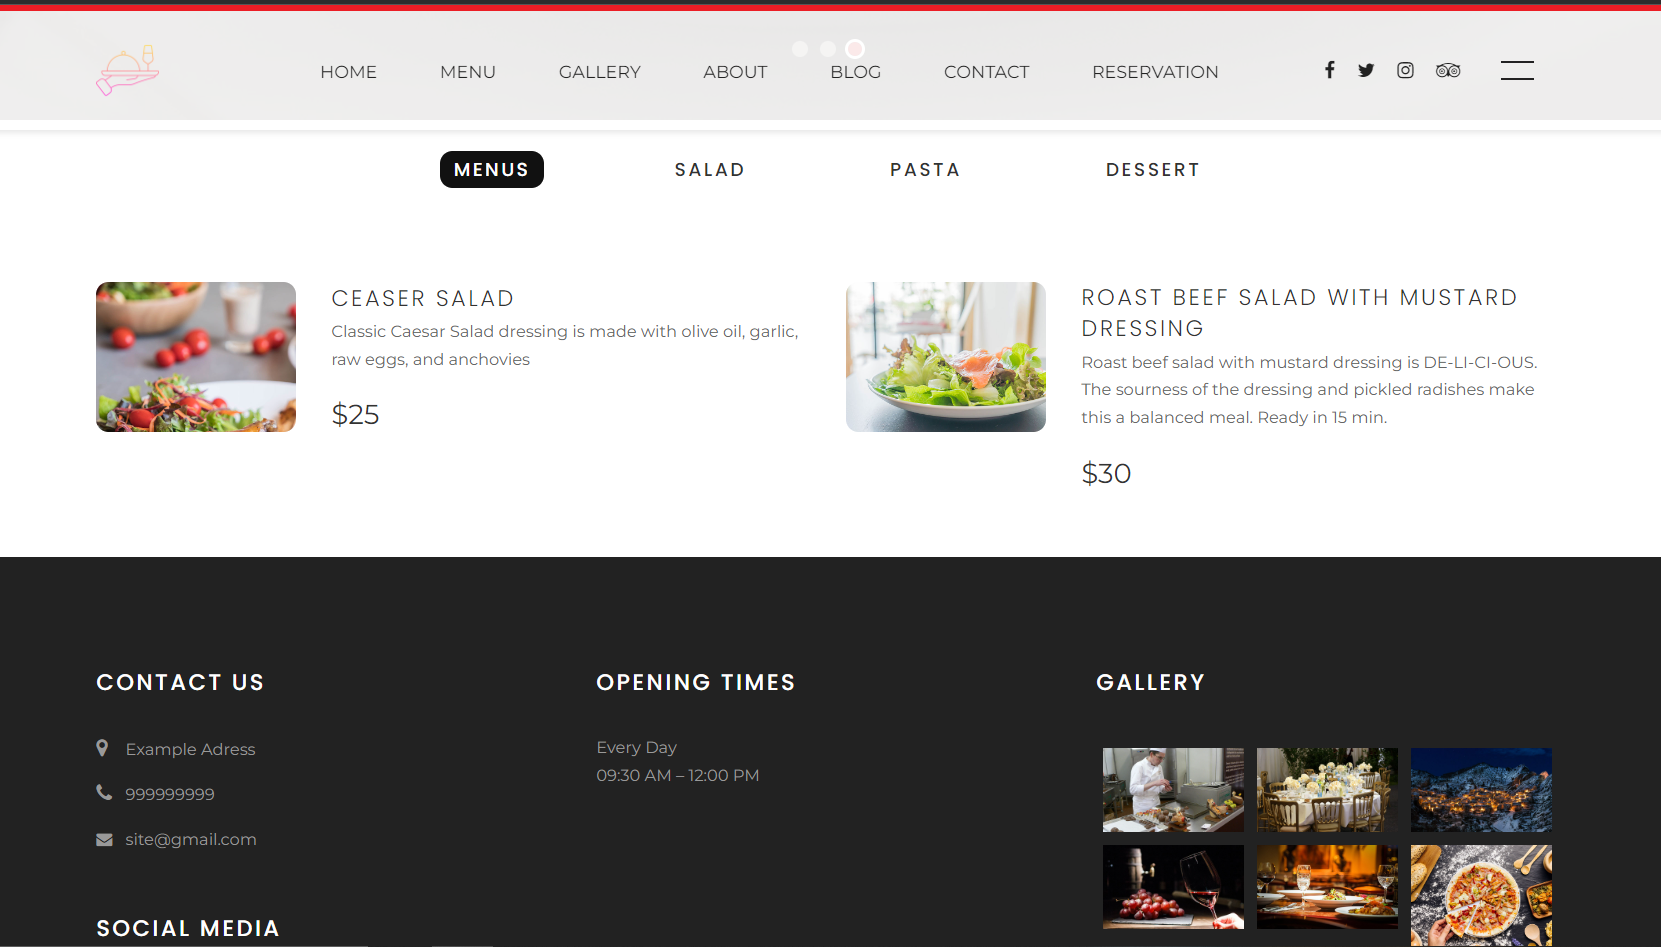 HOME MENU GALLERY ABOUT BLOG CONTACT RESERVATION
MENUS SALAD PASTA DESSERT
CEASER SALAD
Classic Caesar Salad dressing is made with olive oil, garlic,
raw eggs, and anchovies
$25
ROAST BEEF SALAD WITH MUSTARD
DRESSING
Roast beef salad with mustard dressing is DE-LI-CI-OUS.
The sourness of the dressing and pickled radishes make
this a balanced meal. Ready in 15 min.
$30
CONTACT US
Example Adress
999999999
site@gmail.com
SOCIAL MEDIA
OPENING TIMES
Every Day
09:30 AM – 12:00 PM
GALLERY